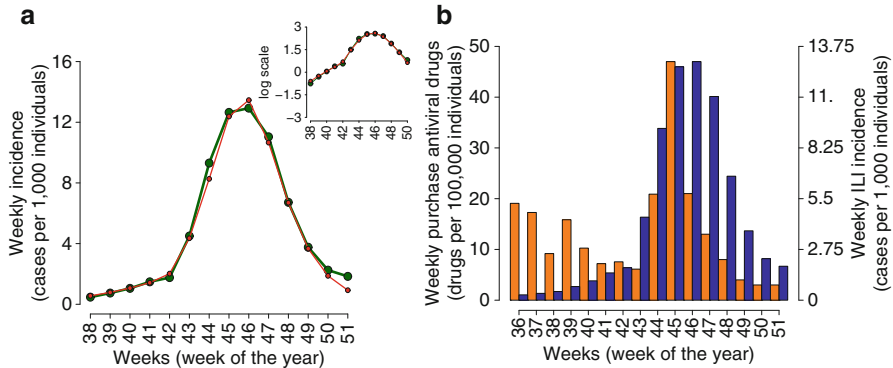 a
Weekly incidence
(cases per 1,000 individuals)
16
12
8
4
0
38 39 40 41 42 43 44 45 46 47 48 49 50 51
Weeks (week of the year)
log scale
3
1.5
0
−1.5
−3
38 40 42 44 46 48 50
b
Weekly purchase antiviral drugs
(drugs per 100,000 individuals)
50
40
30
20
10
0
36 37 38 39 40 41 42 43 44 45 46 47 48 49 50 51
Weeks (week of the year)
13.75
11.
8.25
5.5
2.75
0
Weekly ILI incidence
(cases per 1,000 individuals)